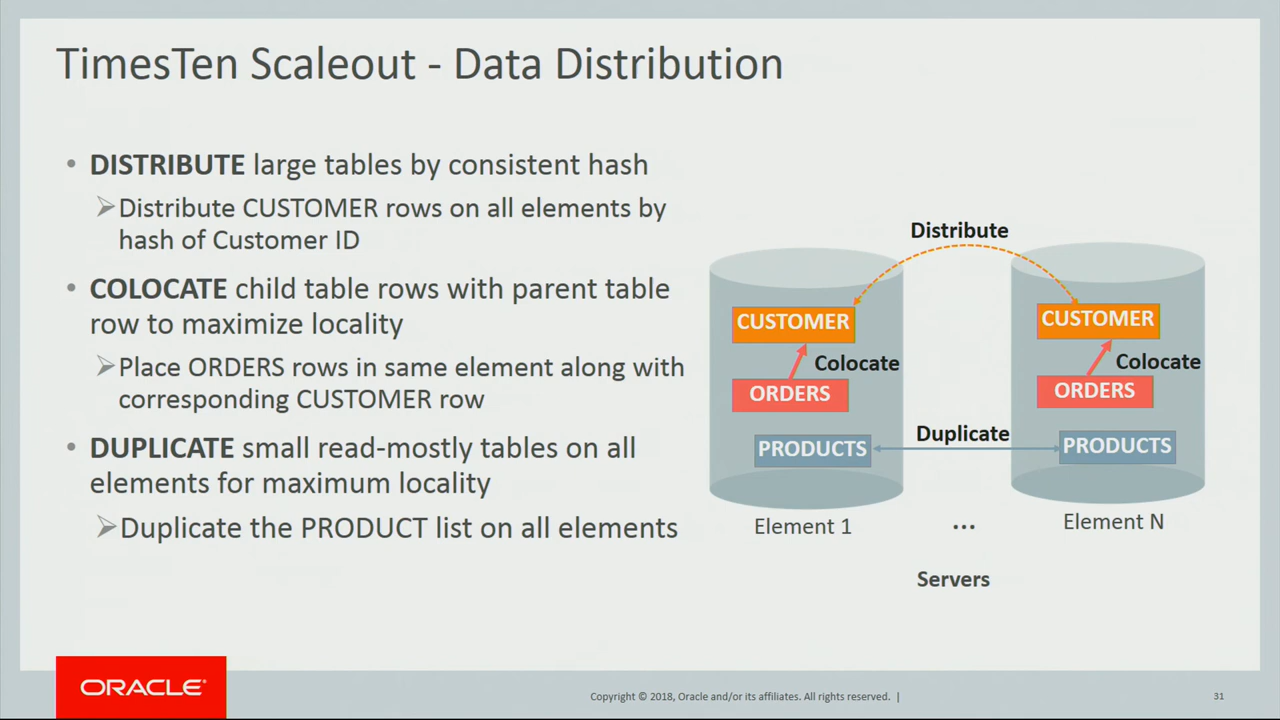 TimesTen Scaleout - Data Distribution
• DISTRIBUTE large tables by consistent hash
Distribute CUSTOMER rows on all elements by
hash of Customer ID
• COLOCATE child table rows with parent table
row to maximize locality
Place ORDERS rows in same element along with
corresponding CUSTOMER row
• DUPLICATE small read-mostly tables on all
elements for maximum locality
Duplicate the PRODUCT list on all elements
Distribute
CUSTOMER
CUSTOMER
Colocate
Colocate
ORDERS
ORDERS
Duplicate
PRODUCTS
PRODUCTS
Element 1
...
Element N
Servers
ORACLE®
Copyright © 2018, Oracle and/or its affiliates. All rights reserved. |
31